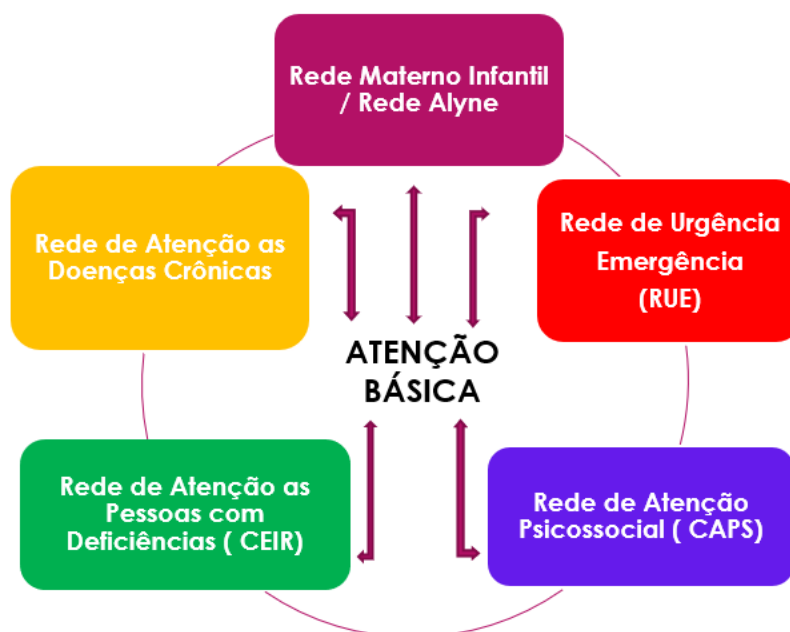 Rede Materno Infantil
/ Rede Alyne
Rede de Atenção as
Doenças Crônicas
Rede de Urgência
Emergência
(RUE)
ATENÇÃO
BÁSICA
Rede de Atenção as
Pessoas com
Deficiências ( CEIR)
Rede de Atenção
Psicossocial ( CAPS)